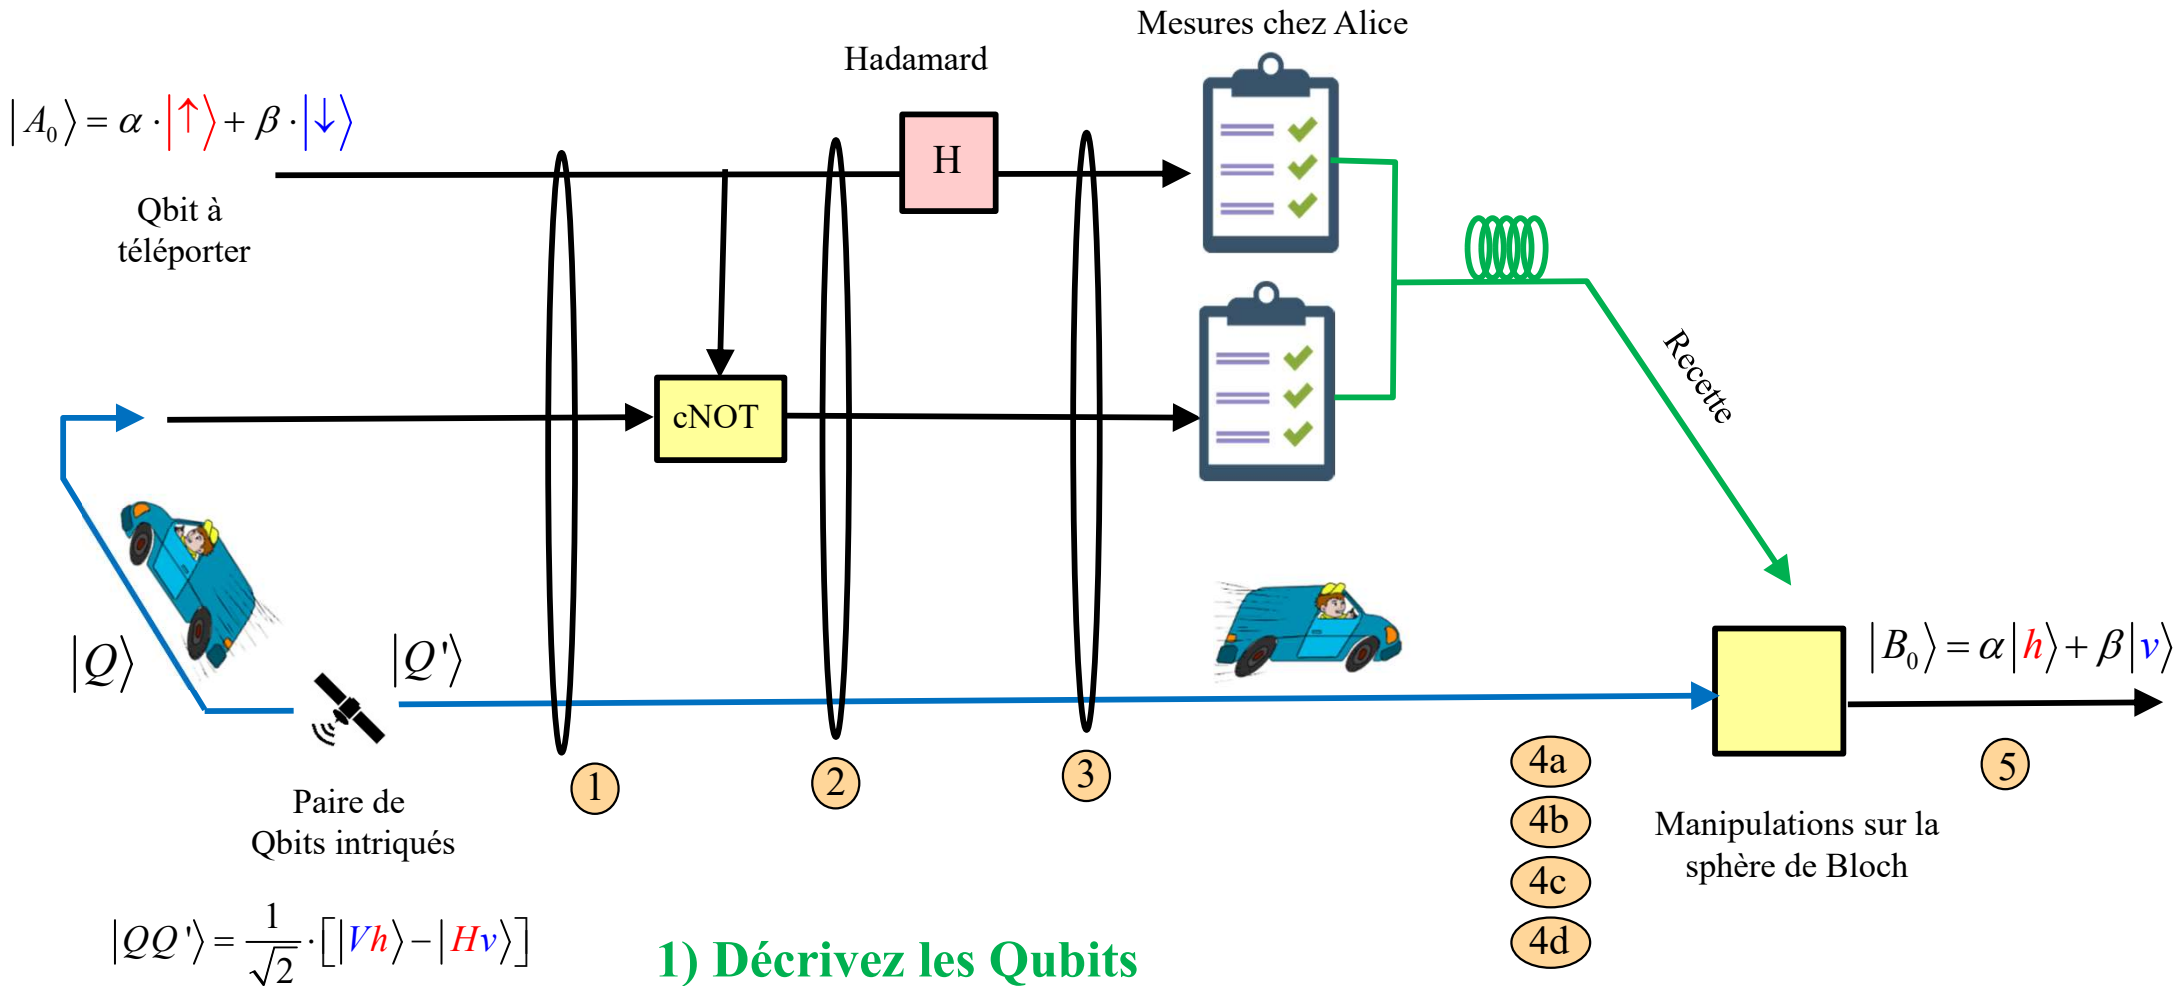 Mesures chez Alice
Hadamard
|A₀⟩ = α·|↑⟩ + β·|↓⟩
H
Qbit à
téléporter
Recette
cNOT
|Q⟩
|Q'⟩
|B₀⟩ = α|h⟩ + β|v⟩
1
2
3
4a
4b
4c
4d
5
Paire de
Qbits intriqués
Manipulations sur la
sphère de Bloch
|QQ'⟩ = 1/√2 · [|Vh⟩ − |Hv⟩]
1) Décrivez les Qubits